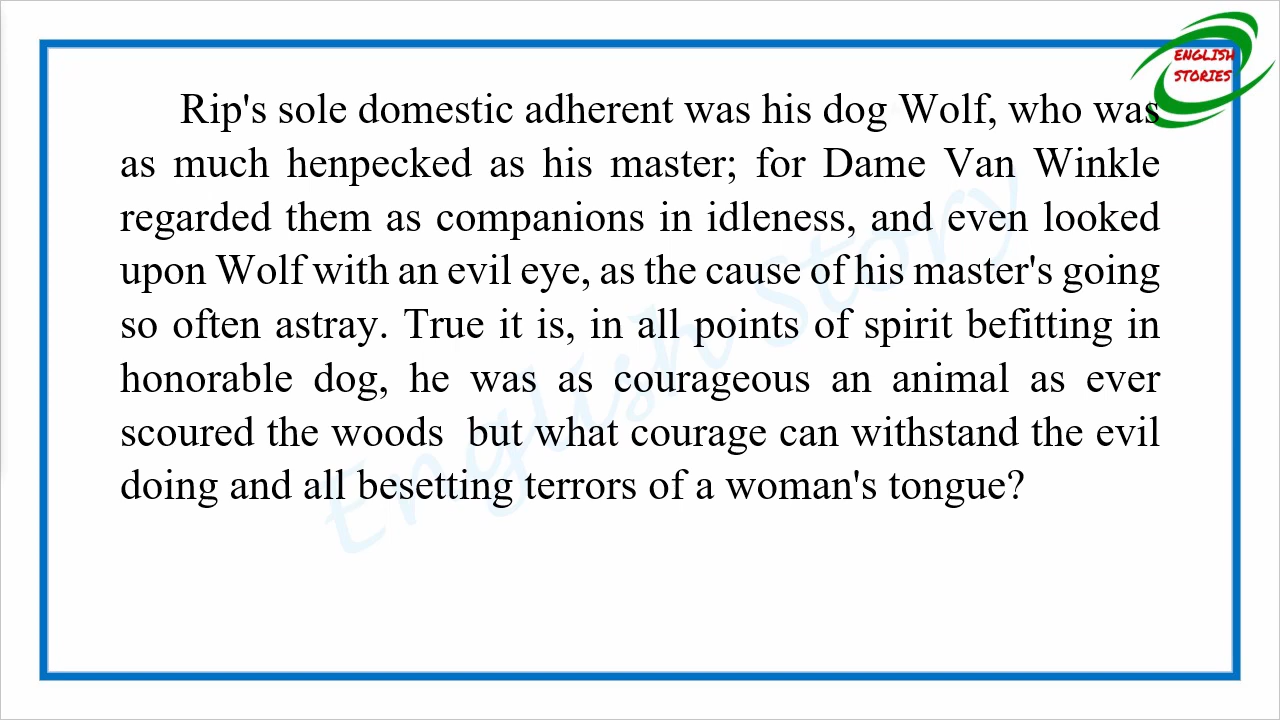 ENGLISH
STORIES
Rip's sole domestic adherent was his dog Wolf, who was
as much henpecked as his master; for Dame Van Winkle
regarded them as companions in idleness, and even looked
upon Wolf with an evil eye, as the cause of his master's going
so often astray. True it is, in all points of spirit befitting in
honorable dog, he was as courageous an animal as ever
scoured the woods  but what courage can withstand the evil
doing and all besetting terrors of a woman's tongue?
English Story